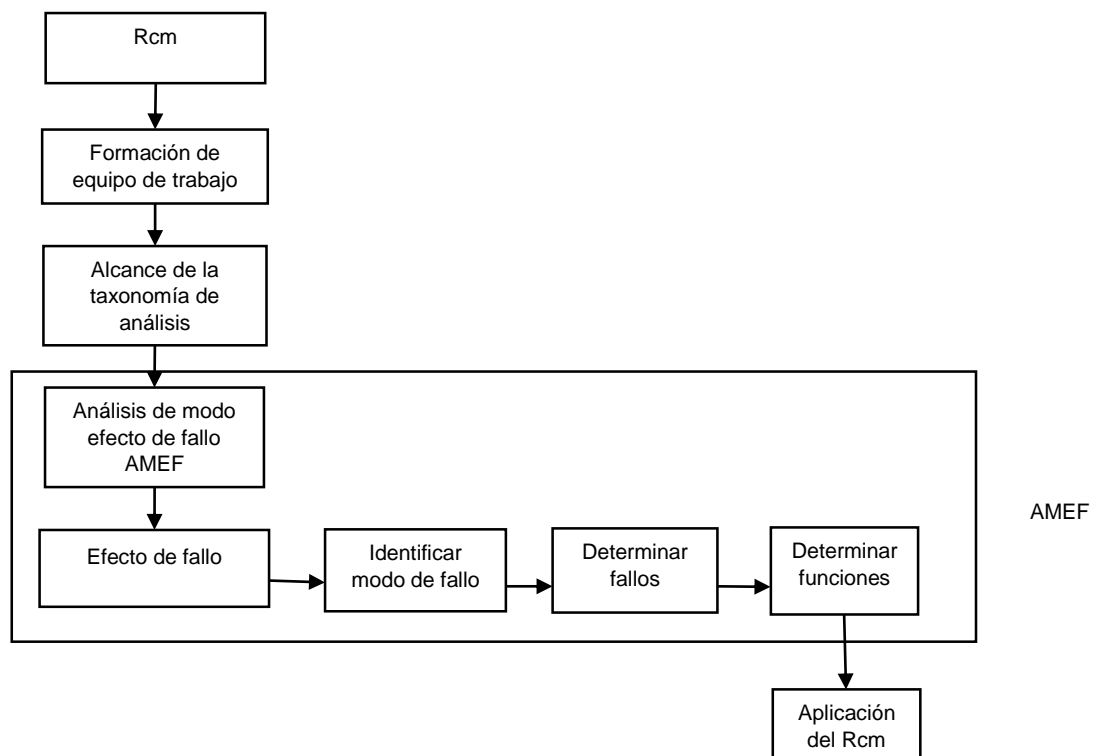 Rcm
Formación de
equipo de trabajo
Alcance de la
taxonomía de
análisis
Análisis de modo
efecto de fallo
AMEF
Efecto de fallo
Identificar
modo de fallo
Determinar
fallos
Determinar
funciones
AMEF
Aplicación
del Rcm